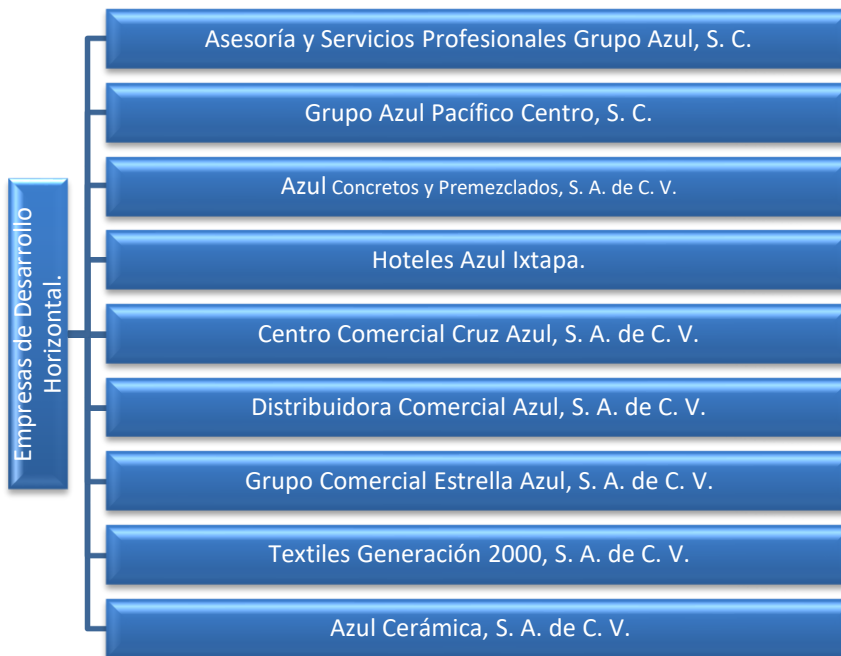 Empresas de Desarrollo
Horizontal.
Asesoría y Servicios Profesionales Grupo Azul, S. C.
Grupo Azul Pacífico Centro, S. C.
Azul Concretos y Premezclados, S. A. de C. V.
Hoteles Azul Ixtapa.
Centro Comercial Cruz Azul, S. A. de C. V.
Distribuidora Comercial Azul, S. A. de C. V.
Grupo Comercial Estrella Azul, S. A. de C. V.
Textiles Generación 2000, S. A. de C. V.
Azul Cerámica, S. A. de C. V.